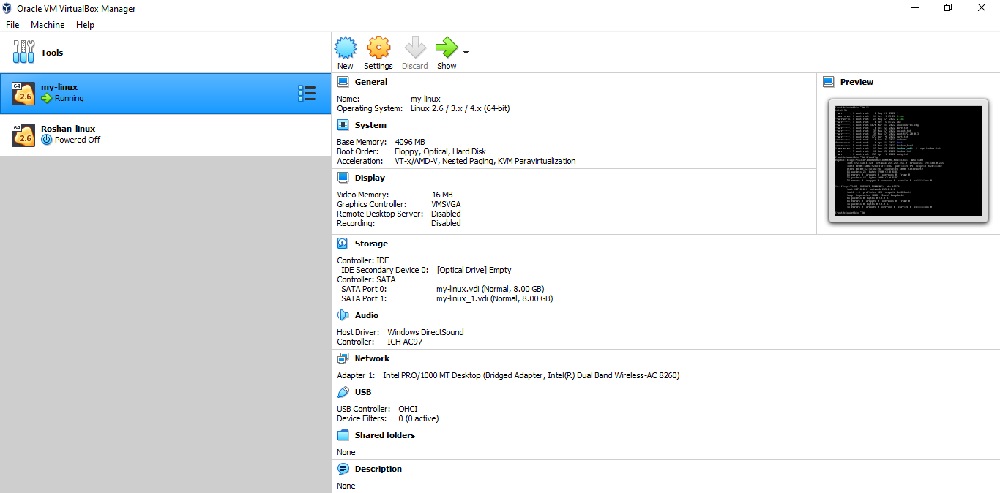 Oracle VM VirtualBox Manager
File Machine Help
Tools
New Settings Discard Show
64
2.6
my-linux
Running
64
2.6
Roshan-linux
Powered Off
General
Name: my-linux
Operating System: Linux 2.6 / 3.x / 4.x (64-bit)
System
Base Memory: 4096 MB
Boot Order: Floppy, Optical, Hard Disk
Acceleration: VT-x/AMD-V, Nested Paging, KVM Paravirtualization
Display
Video Memory: 16 MB
Graphics Controller: VMSVGA
Remote Desktop Server: Disabled
Recording: Disabled
Storage
Controller: IDE
IDE Secondary Device 0: [Optical Drive] Empty
Controller: SATA
SATA Port 0: my-linux.vdi (Normal, 8.00 GB)
SATA Port 1: my-linux_1.vdi (Normal, 8.00 GB)
Audio
Host Driver: Windows DirectSound
Controller: ICH AC97
Network
Adapter 1: Intel PRO/1000 MT Desktop (Bridged Adapter, Intel(R) Dual Band Wireless-AC 8260)
USB
USB Controller: OHCI
Device Filters: 0 (0 active)
Shared folders
None
Description
None
Preview